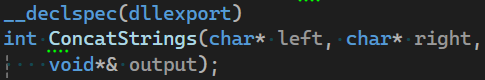 __declspec(dllexport)
int ConcatStrings(char* left, char* right,
void*& output);